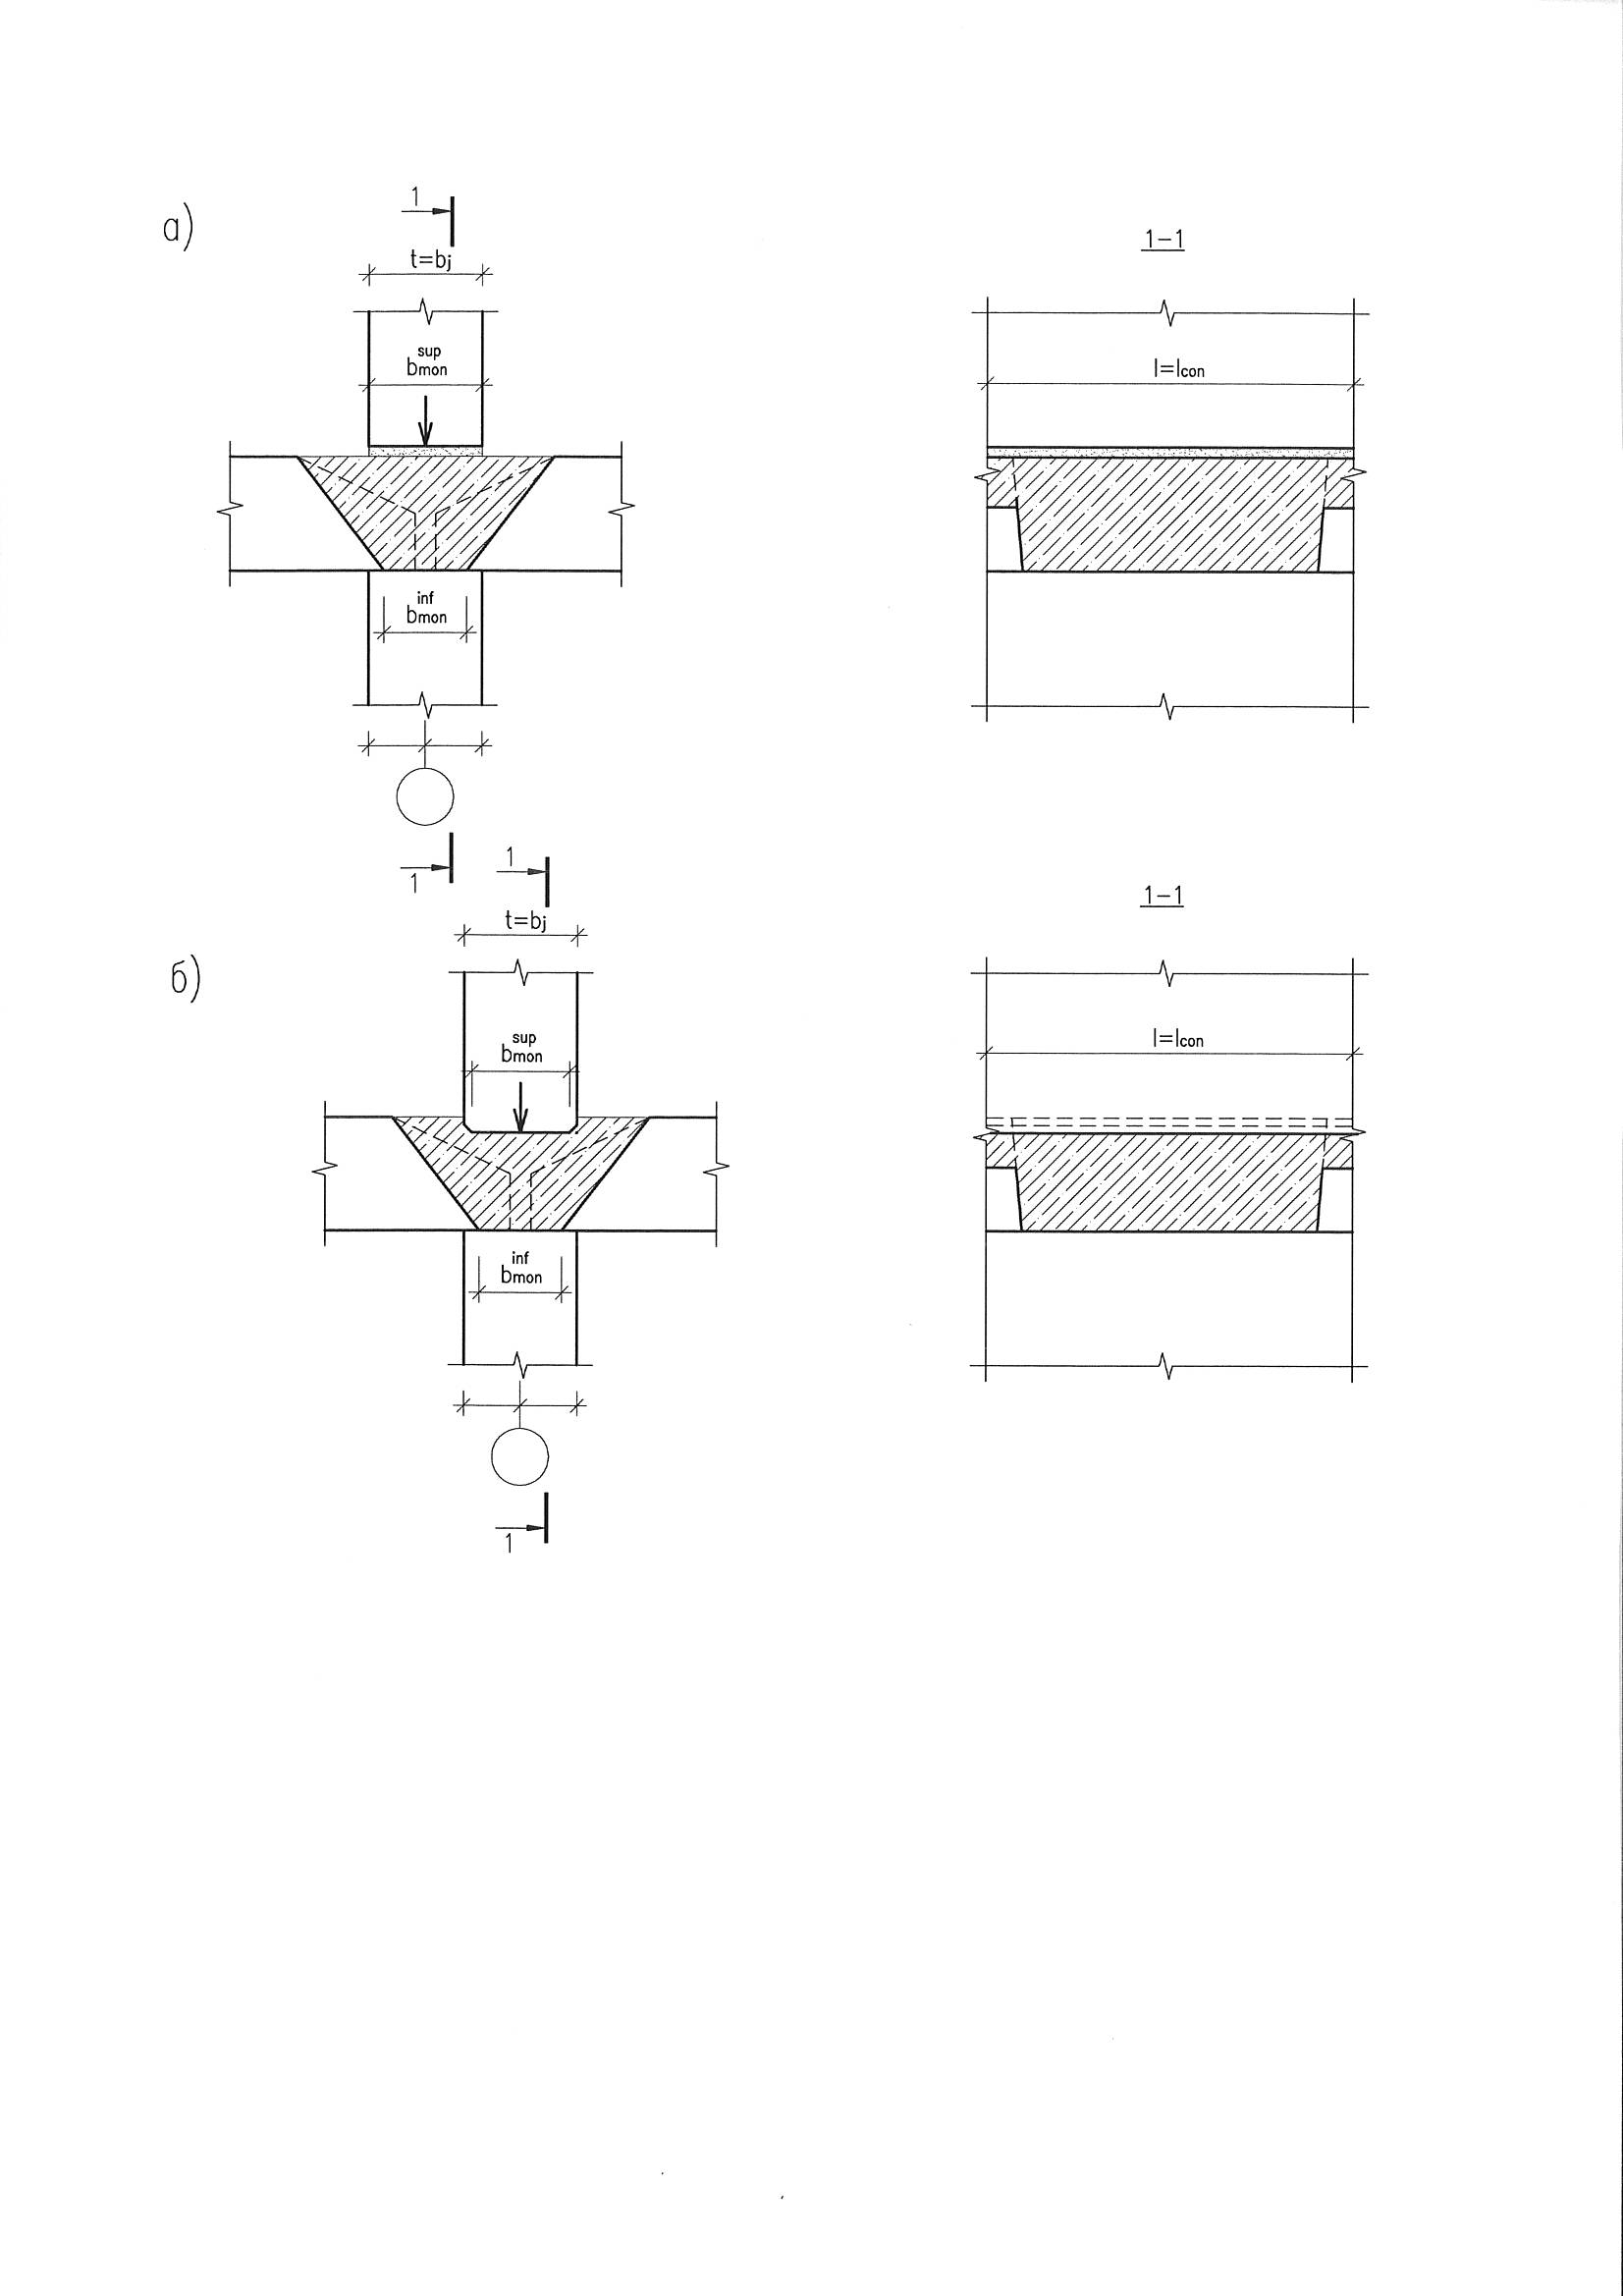 а)
1
t=bj
sup
bmon
inf
bmon
1
1-1
l=lcon
б)
1
t=bj
sup
bmon
inf
bmon
1
1-1
l=lcon